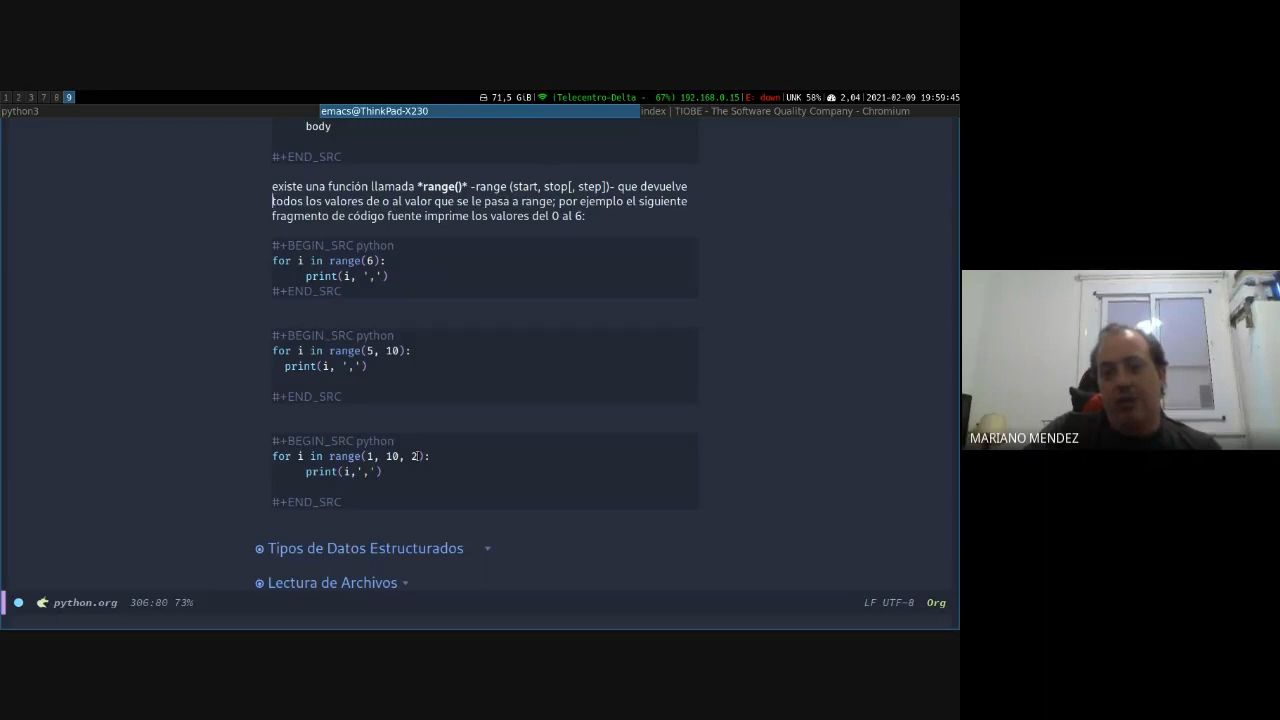 1 2 3 7 8 9
71,5 GiB (Telecentro-Delta - 67%) 192.168.0.15 E: down UNK 58% 2,04 2021-02-09 19:59:45
python3
emacs@ThinkPad-X230
index | TIOBE - The Software Quality Company - Chromium
body
#+END_SRC
existe una función llamada *range()* -range (start, stop[, step])- que devuelve
todos los valores de o al valor que se le pasa a range; por ejemplo el siguiente
fragmento de código fuente imprime los valores del 0 al 6:
#+BEGIN_SRC python
for i in range(6):
print(i, ',')
#+END_SRC
#+BEGIN_SRC python
for i in range(5, 10):
print(i, ',')
#+END_SRC
#+BEGIN_SRC python
for i in range(1, 10, 2):
print(i,',')
#+END_SRC
Tipos de Datos Estructurados
Lectura de Archivos
python.org 306:80 73%
LF UTF-8 Org
MARIANO MENDEZ